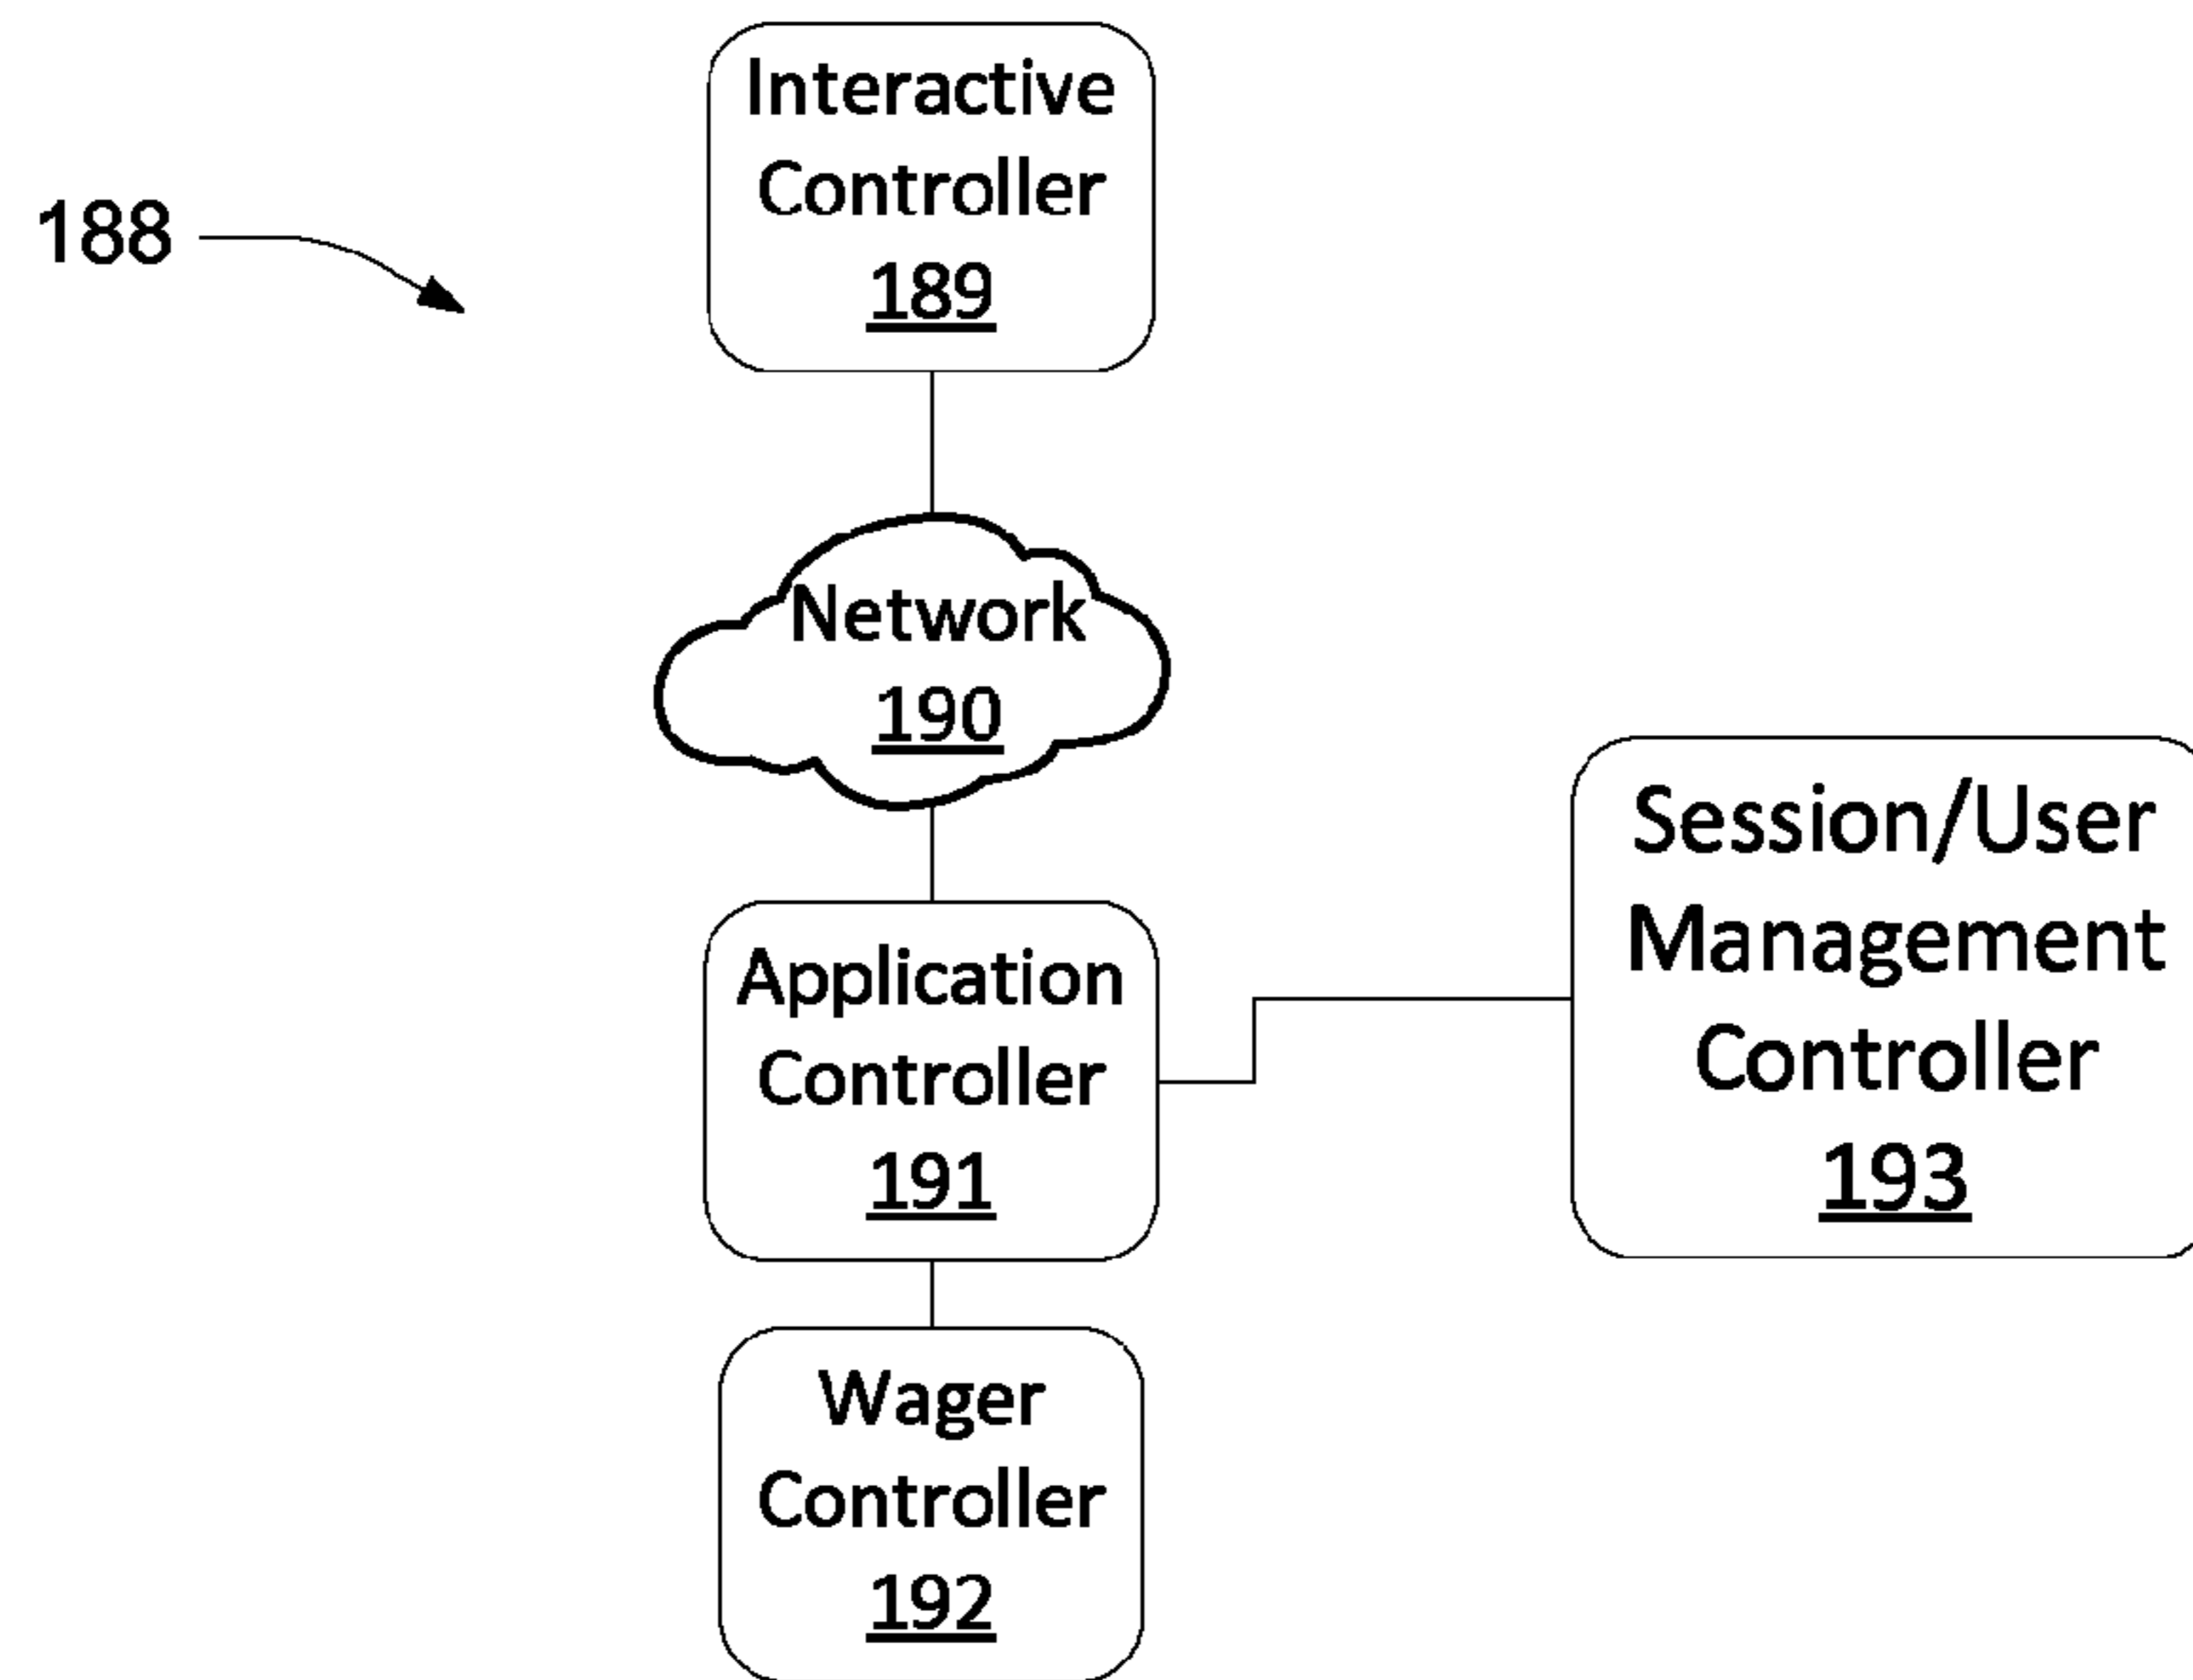 188
Interactive
Controller
189
Network
190
Application
Controller
191
Session/User
Management
Controller
193
Wager
Controller
192